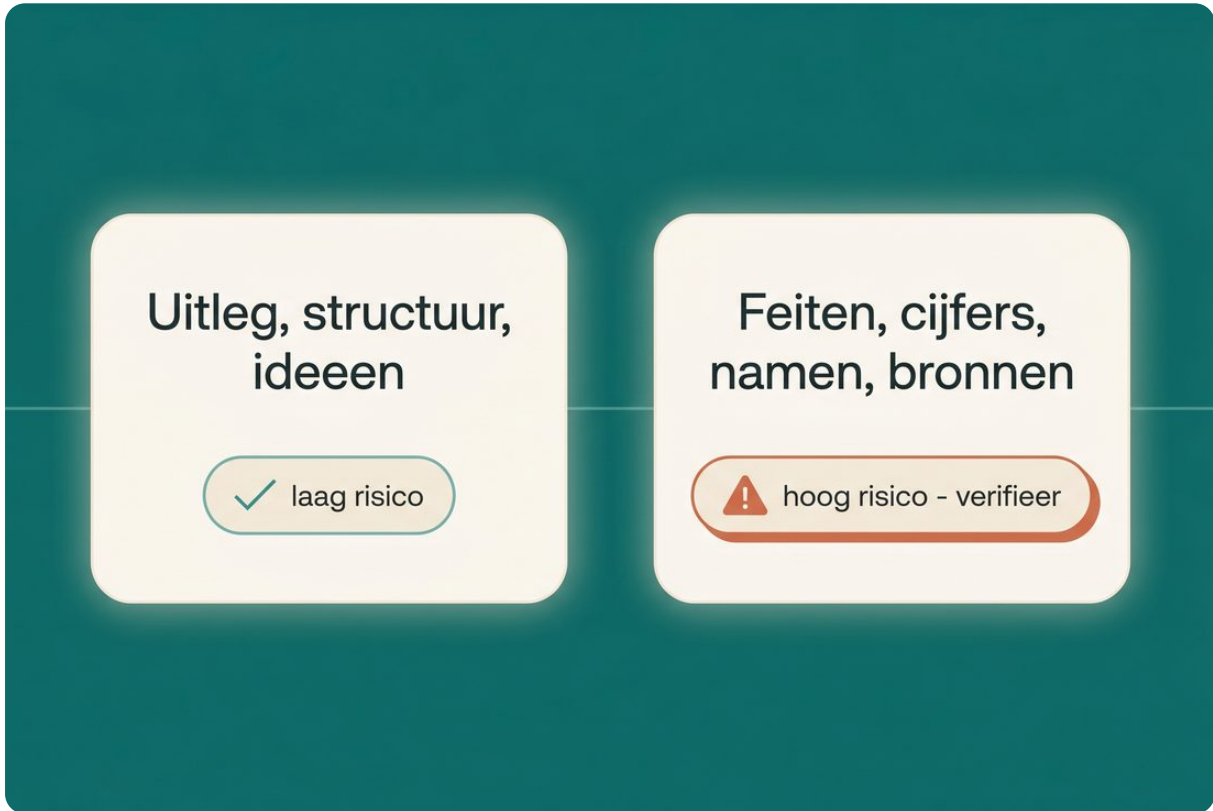 Uitleg, structuur,
ideeen
laag risico
Feiten, cijfers,
namen, bronnen
hoog risico - verifieer